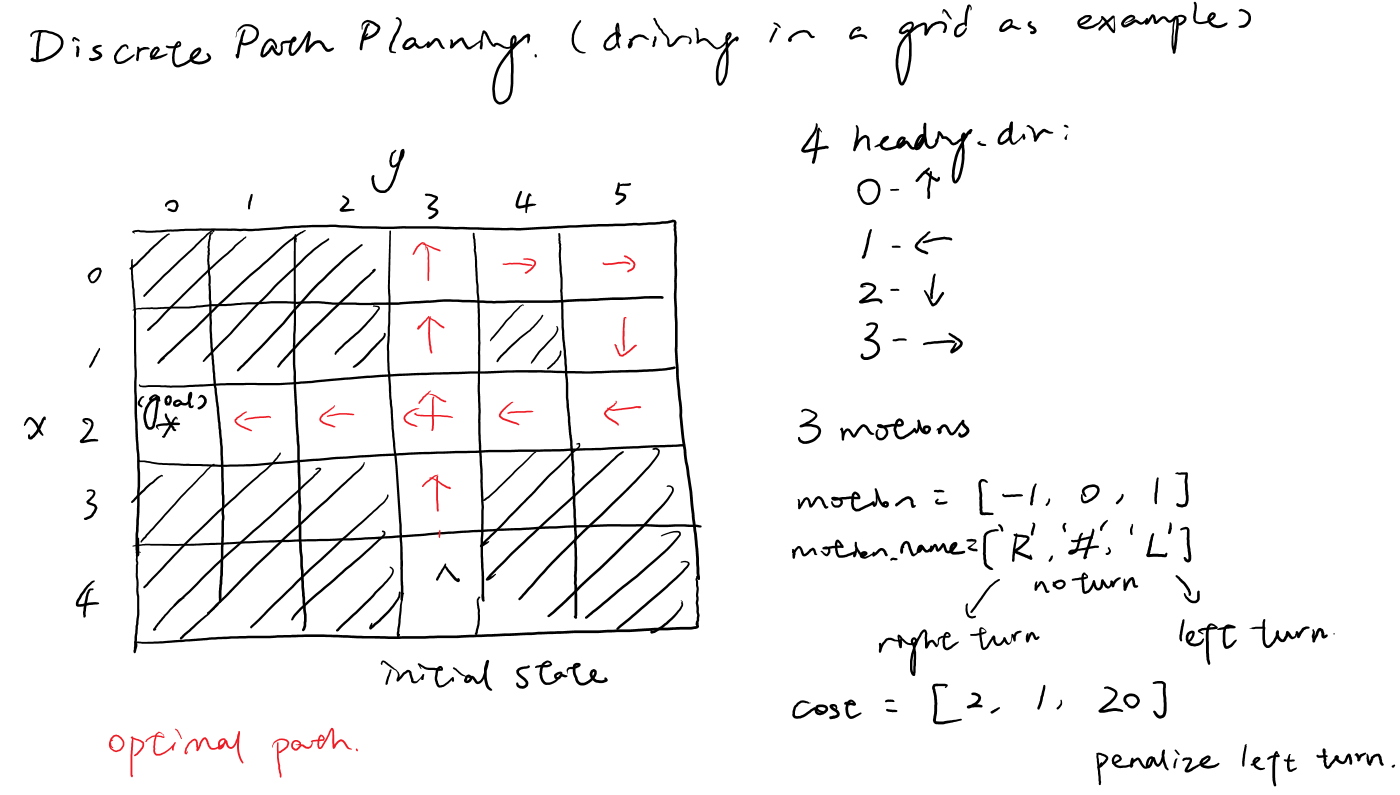 Discrete Path Planning. (driving in a grid as example)
y
0 1 2 3 4 5
0 ↑ → →
1 ↑ ↓
(goal)
x 2 * ← ← ← ↑ ← ←
3 ↑
4 ^
initial state
optimal path.
4 heading_dir:
0 - ↑
1 - ←
2 - ↓
3 - →
3 motions
motion = [-1, 0, 1]
motion_name=['R', '#', 'L']
no turn
right turn left turn.
cost = [2, 1, 20]
penalize left turn.